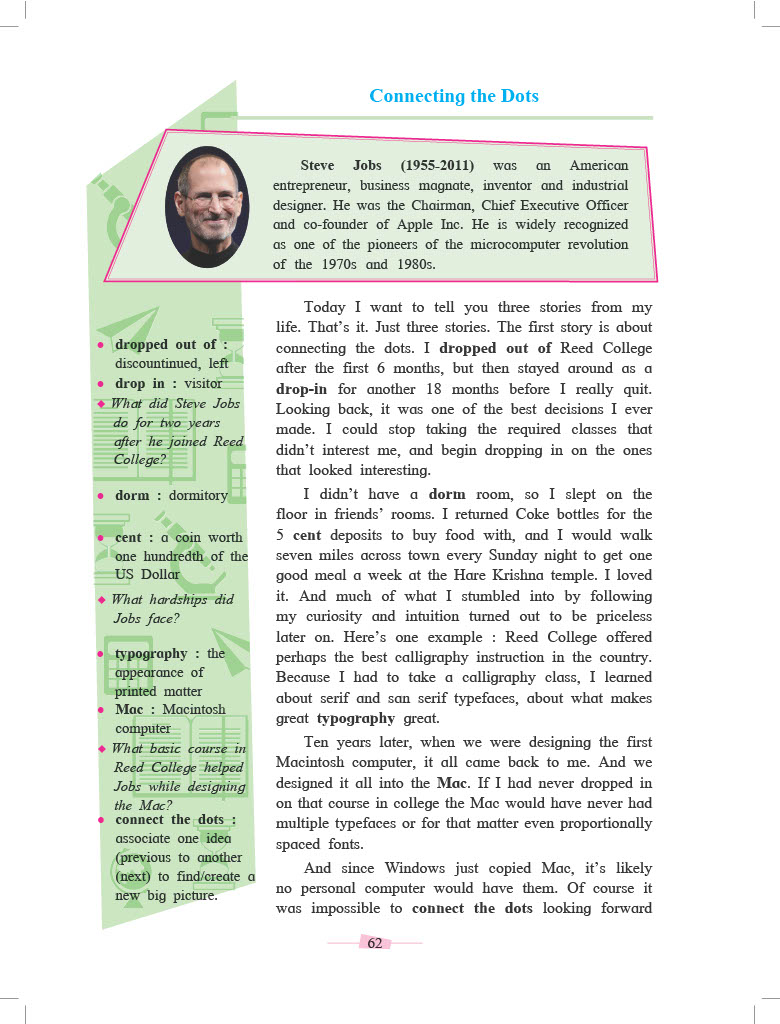 Connecting the Dots
Steve Jobs (1955-2011) was an American
entrepreneur, business magnate, inventor and industrial
designer. He was the Chairman, Chief Executive Officer
and co-founder of Apple Inc. He is widely recognized
as one of the pioneers of the microcomputer revolution
of the 1970s and 1980s.
• dropped out of :
discountinued, left
• drop in : visitor
◆ What did Steve Jobs
do for two years
after he joined Reed
College?
• dorm : dormitory
• cent : a coin worth
one hundredth of the
US Dollar
◆ What hardships did
Jobs face?
• typography : the
appearance of
printed matter
• Mac : Macintosh
computer
◆ What basic course in
Reed College helped
Jobs while designing
the Mac?
• connect the dots :
associate one idea
(previous to another
(next) to find/create a
new big picture.
Today I want to tell you three stories from my
life. That’s it. Just three stories. The first story is about
connecting the dots. I dropped out of Reed College
after the first 6 months, but then stayed around as a
drop-in for another 18 months before I really quit.
Looking back, it was one of the best decisions I ever
made. I could stop taking the required classes that
didn’t interest me, and begin dropping in on the ones
that looked interesting.
I didn’t have a dorm room, so I slept on the
floor in friends’ rooms. I returned Coke bottles for the
5 cent deposits to buy food with, and I would walk
seven miles across town every Sunday night to get one
good meal a week at the Hare Krishna temple. I loved
it. And much of what I stumbled into by following
my curiosity and intuition turned out to be priceless
later on. Here’s one example : Reed College offered
perhaps the best calligraphy instruction in the country.
Because I had to take a calligraphy class, I learned
about serif and san serif typefaces, about what makes
great typography great.
Ten years later, when we were designing the first
Macintosh computer, it all came back to me. And we
designed it all into the Mac. If I had never dropped in
on that course in college the Mac would have never had
multiple typefaces or for that matter even proportionally
spaced fonts.
And since Windows just copied Mac, it’s likely
no personal computer would have them. Of course it
was impossible to connect the dots looking forward
62